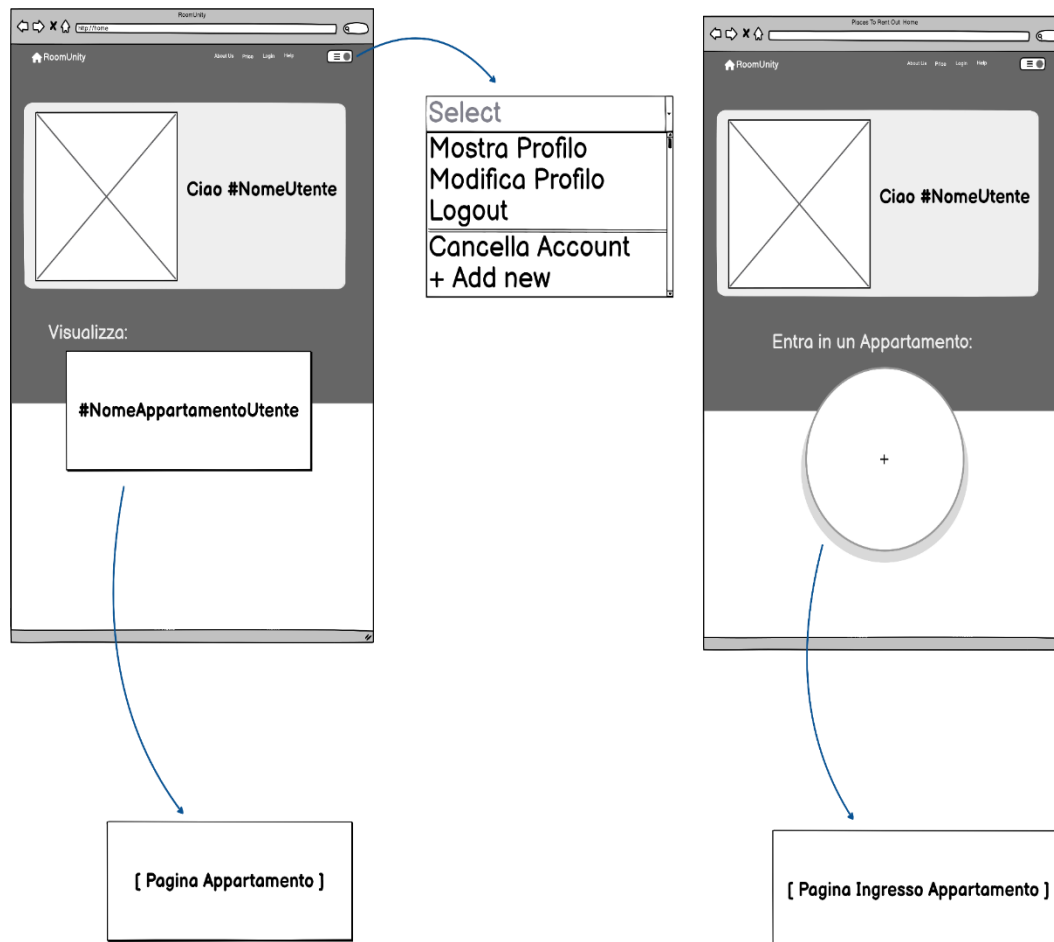 RoomUnity
http://home
RoomUnity
About Us Price Login Help
Ciao #NomeUtente
Visualizza:
#NomeAppartamentoUtente
[ Pagina Appartamento ]
Select
Mostra Profilo
Modifica Profilo
Logout
Cancella Account
+ Add new
Places To Rent Out Home
RoomUnity
About Us Price Login Help
Ciao #NomeUtente
Entra in un Appartamento:
+
[ Pagina Ingresso Appartamento ]